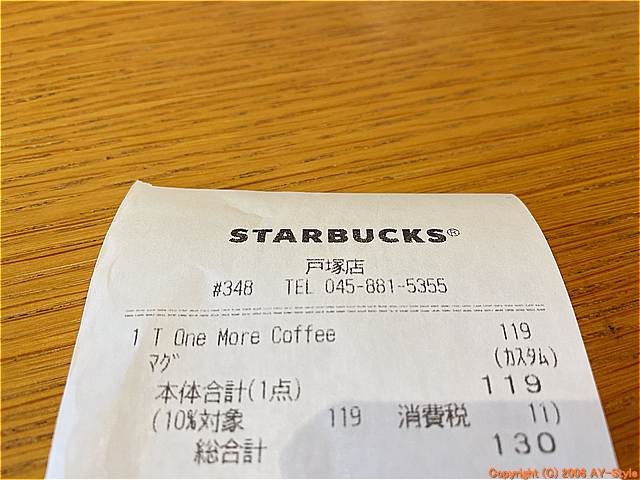 STARBUCKS®
戸塚店
#348 TEL 045-881-5355
1 T One More Coffee 119
ﾏｸﾞ (ｶｽﾀﾑ)
本体合計(1点) 119
(10%対象 119 消費税 11)
総合計 130
Copyright (C) 2006 AY-Style